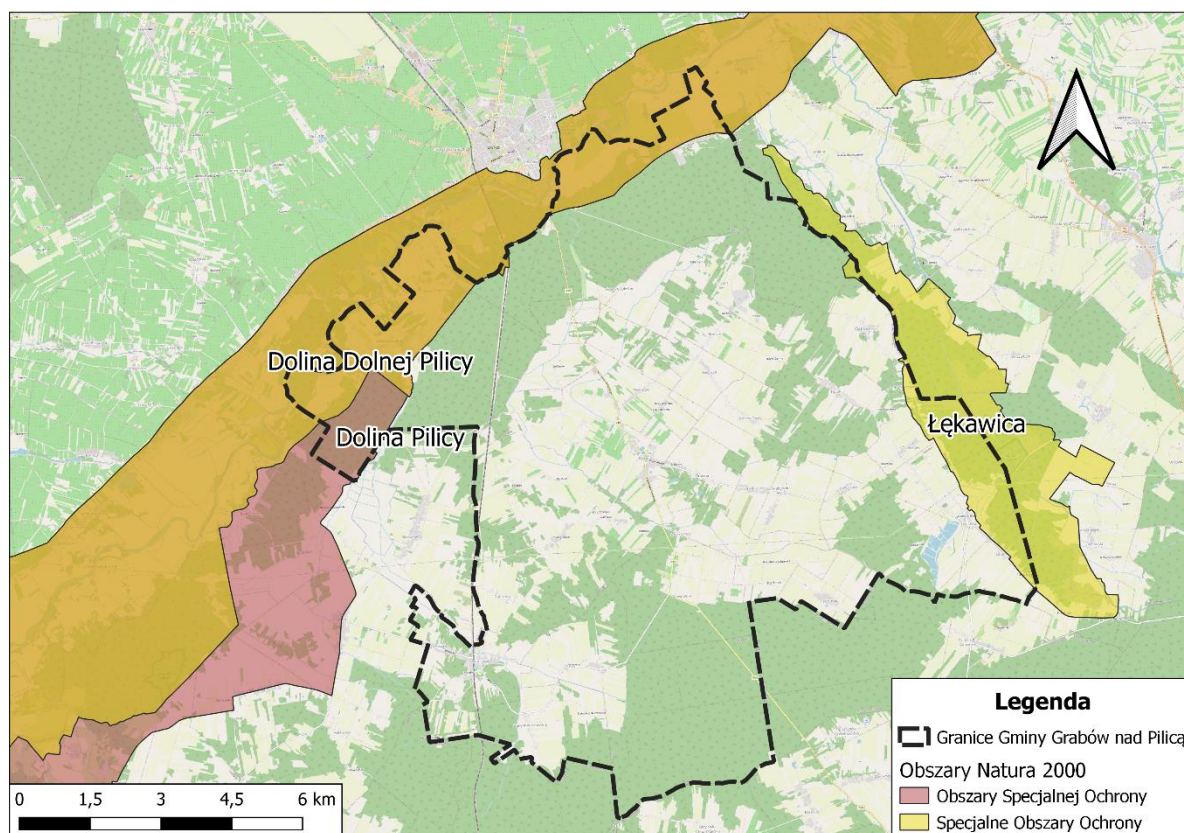 Dolina Dolnej Pilicy
Dolina Pilicy
Łękawica
Legenda
Granice Gminy Grabów nad Pilicą
Obszary Natura 2000
Obszary Specjalnej Ochrony
Specjalne Obszary Ochrony
0 1,5 3 4,5 6 km